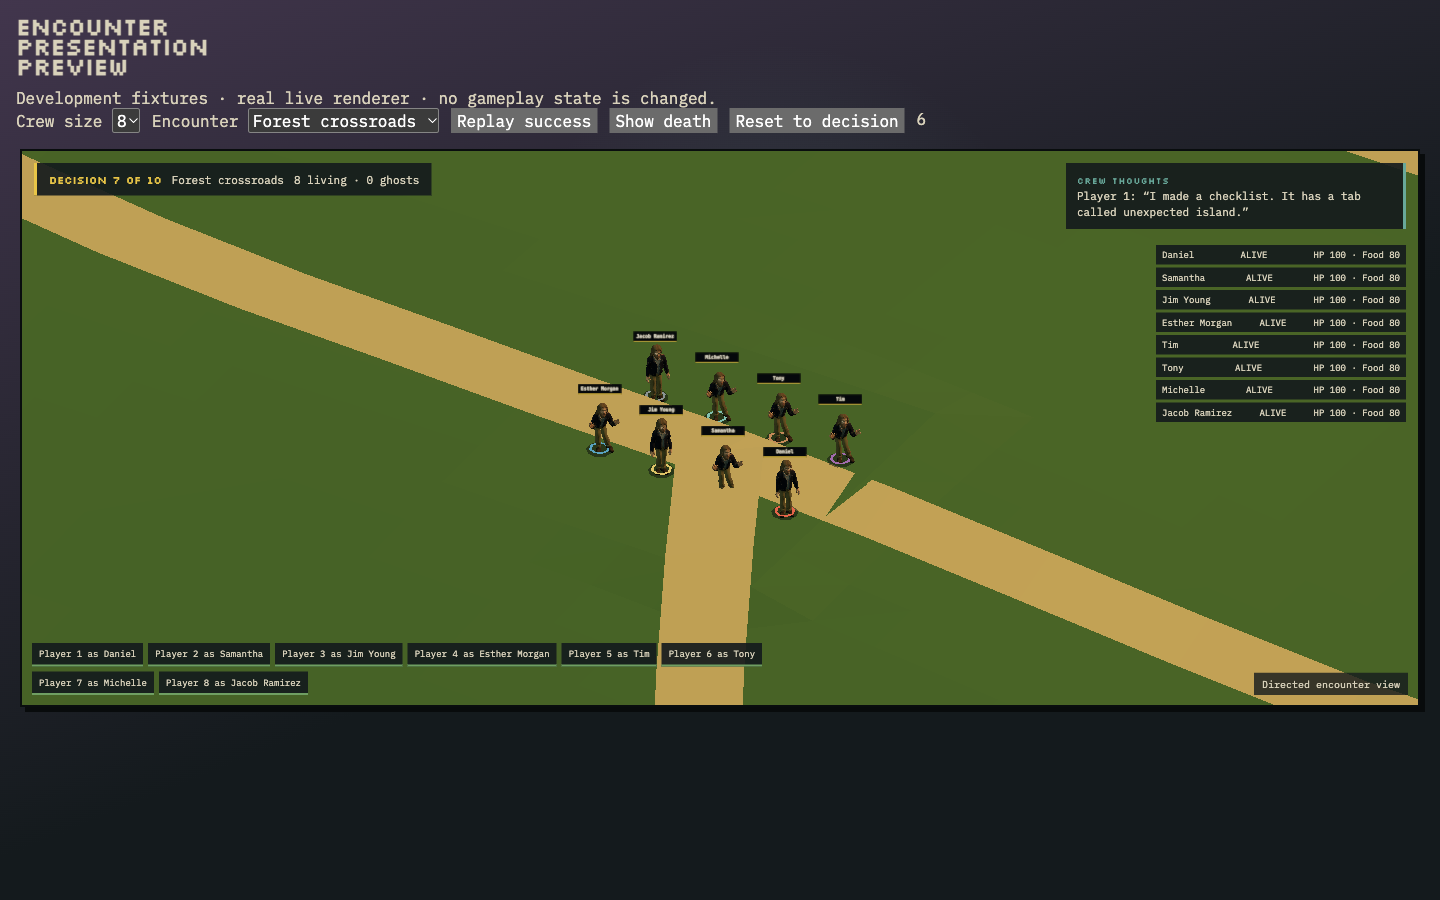 ENCOUNTER
PRESENTATION
PREVIEW
Development fixtures · real live renderer · no gameplay state is changed.
Crew size 8 Encounter Forest crossroads Replay success Show death Reset to decision 6
DECISION 7 OF 10 Forest crossroads 8 living · 0 ghosts
CREW THOUGHTS
Player 1: “I made a checklist. It has a tab
called unexpected island.”
Daniel ALIVE HP 100 · Food 80
Samantha ALIVE HP 100 · Food 80
Jim Young ALIVE HP 100 · Food 80
Esther Morgan ALIVE HP 100 · Food 80
Tim ALIVE HP 100 · Food 80
Tony ALIVE HP 100 · Food 80
Michelle ALIVE HP 100 · Food 80
Jacob Ramirez ALIVE HP 100 · Food 80
Jacob Ramirez
Michelle
Tony
Esther Morgan
Tim
Jim Young
Samantha
Daniel
Player 1 as Daniel Player 2 as Samantha Player 3 as Jim Young Player 4 as Esther Morgan Player 5 as Tim Player 6 as Tony
Player 7 as Michelle Player 8 as Jacob Ramirez
Directed encounter view